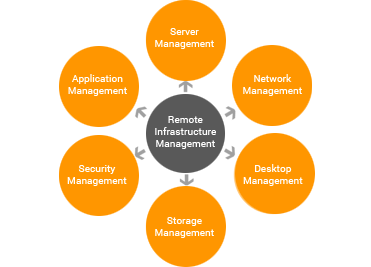 Server
Management
Application
Management
Network
Management
Remote
Infrastructure
Management
Security
Management
Desktop
Management
Storage
Management